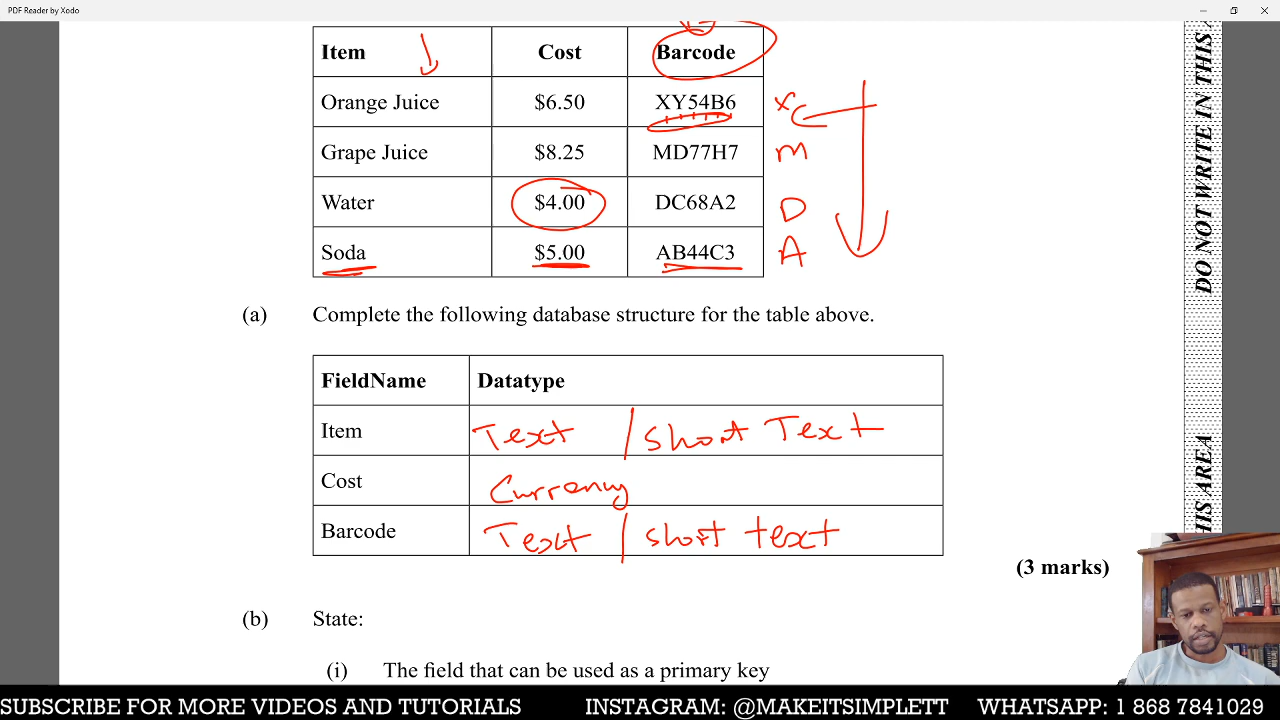 PDF Reader by Xodo
Item Cost Barcode
Orange Juice $6.50 XY54B6 X
Grape Juice $8.25 MD77H7 M
Water $4.00 DC68A2 D
Soda $5.00 AB44C3 A
(a) Complete the following database structure for the table above.
FieldName Datatype
Item Text / Short Text
Cost Currency
Barcode Text / short text
(3 marks)
(b) State:
(i) The field that can be used as a primary key
DO NOT WRITE IN THIS
HIS AREA
SUBSCRIBE FOR MORE VIDEOS AND TUTORIALS INSTAGRAM: @MAKEITSIMPLETT WHATSAPP: 1 868 7841029